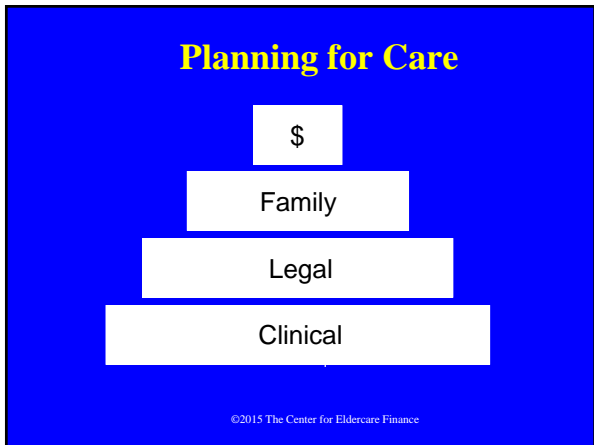 Planning for Care
$
Family
Legal
Clinical
©2015 The Center for Eldercare Finance